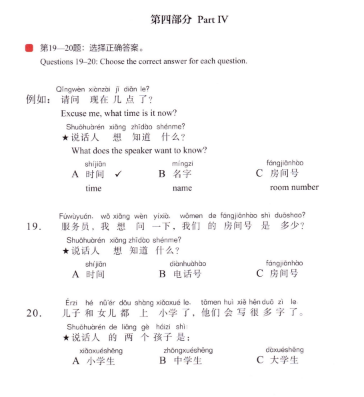 第四部分 Part IV
第19—20题：选择正确答案。
Questions 19-20: Choose the correct answer for each question.
Qǐngwèn xiànzài jǐ diǎn le?
例如： 请问 现在 几 点 了？
Excuse me, what time is it now?
Shuōhuàrén xiǎng zhīdào shénme?
★说话人 想 知道 什么？
What does the speaker want to know?
shíjiān míngzi fángjiānhào
A 时间 ✓ B 名字 C 房间号
time name room number
Fúwùyuán, wǒ xiǎng wèn yíxià, wǒmen de fángjiānhào shì duōshao?
19. 服务员，我 想 问 一下，我们 的 房间号 是 多少？
Shuōhuàrén xiǎng zhīdào shénme?
★说话人 想 知道 什么？
shíjiān diànhuàhào fángjiānhào
A 时间 B 电话号 C 房间号
Érzi hé nǚ'ér dōu shàng xiǎoxué le, tāmen huì xiě hěn duō zì le.
20. 儿子 和 女儿 都 上 小学 了，他们 会 写 很 多 字 了。
Shuōhuàrén de liǎng gè háizi shì:
★说话人 的 两 个 孩子 是：
xiǎoxuéshēng zhōngxuéshēng dàxuéshēng
A 小学生 B 中学生 C 大学生